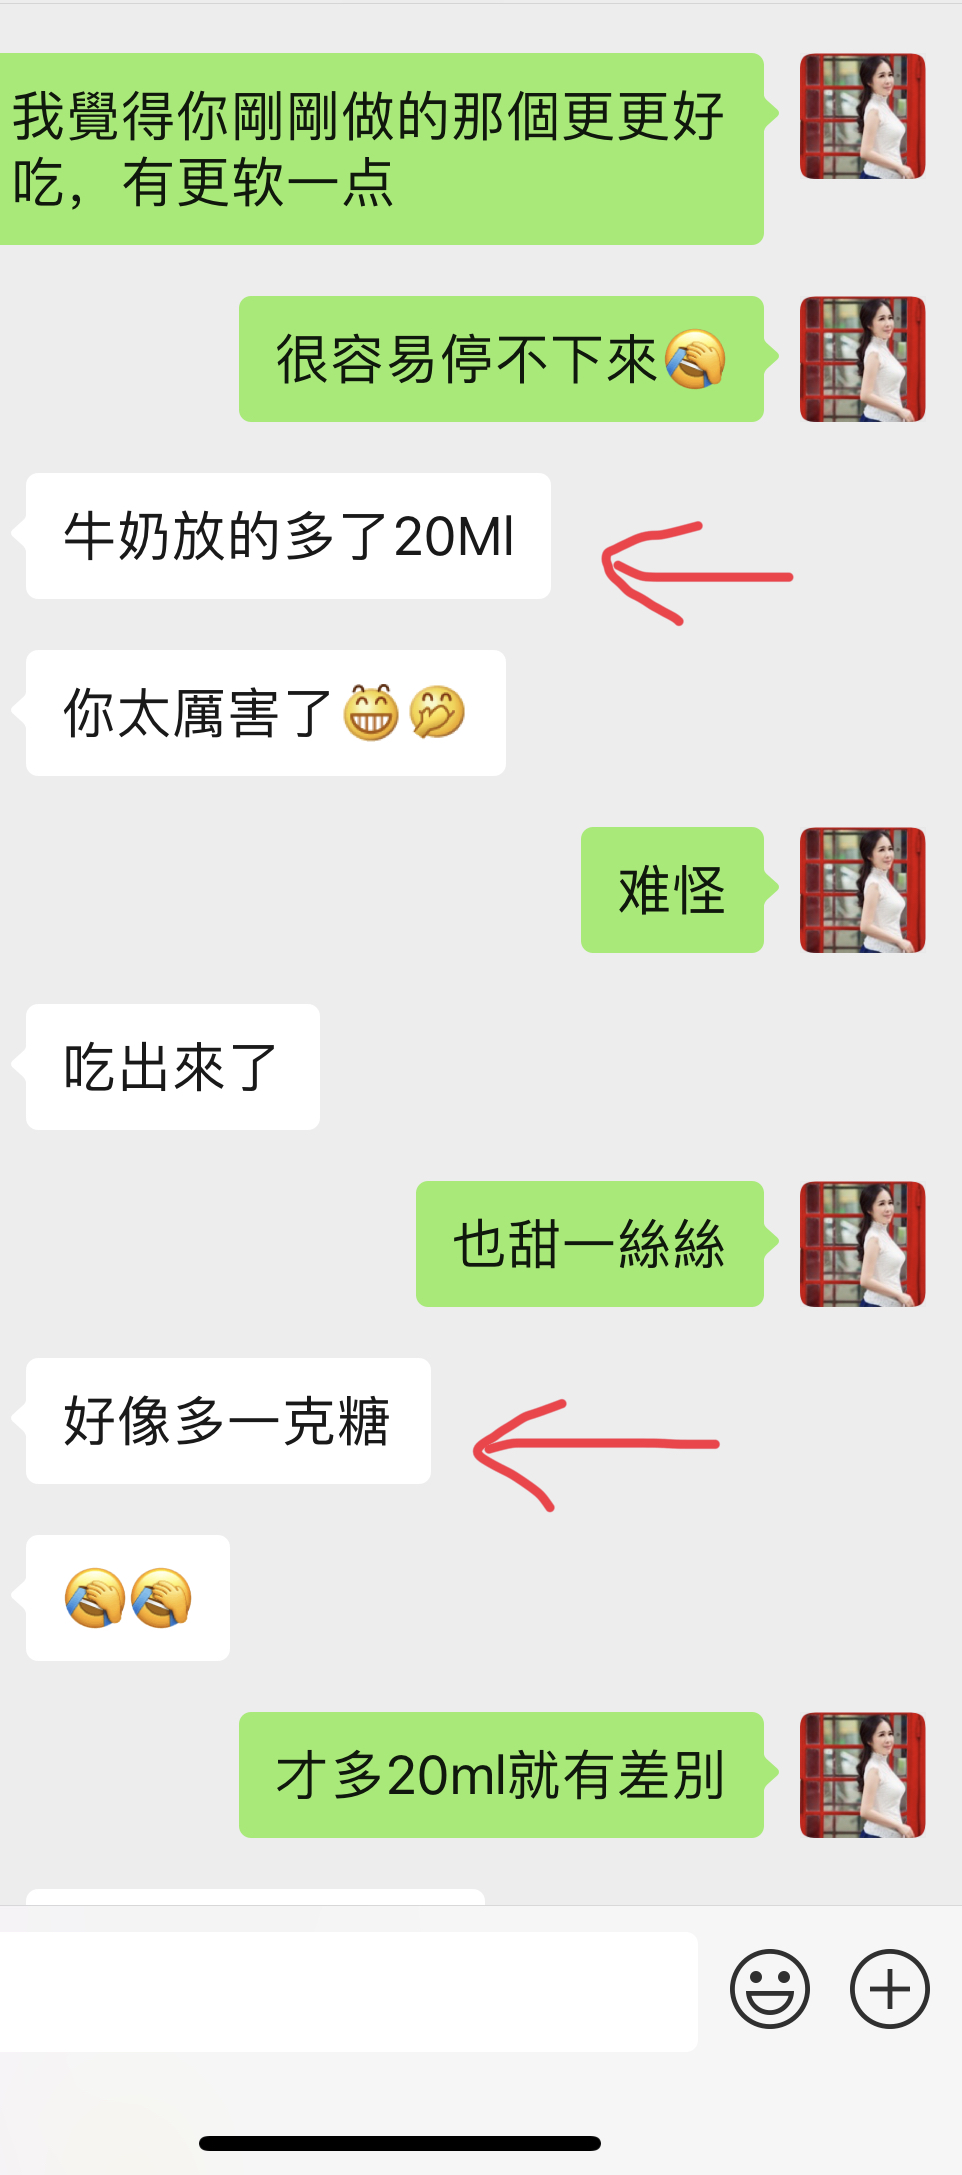 我覺得你剛剛做的那個更更好
吃，有更软一点
很容易停不下來🤦
牛奶放的多了20Ml
你太厲害了😁🤭
难怪
吃出來了
也甜一絲絲
好像多一克糖
才多20ml就有差別